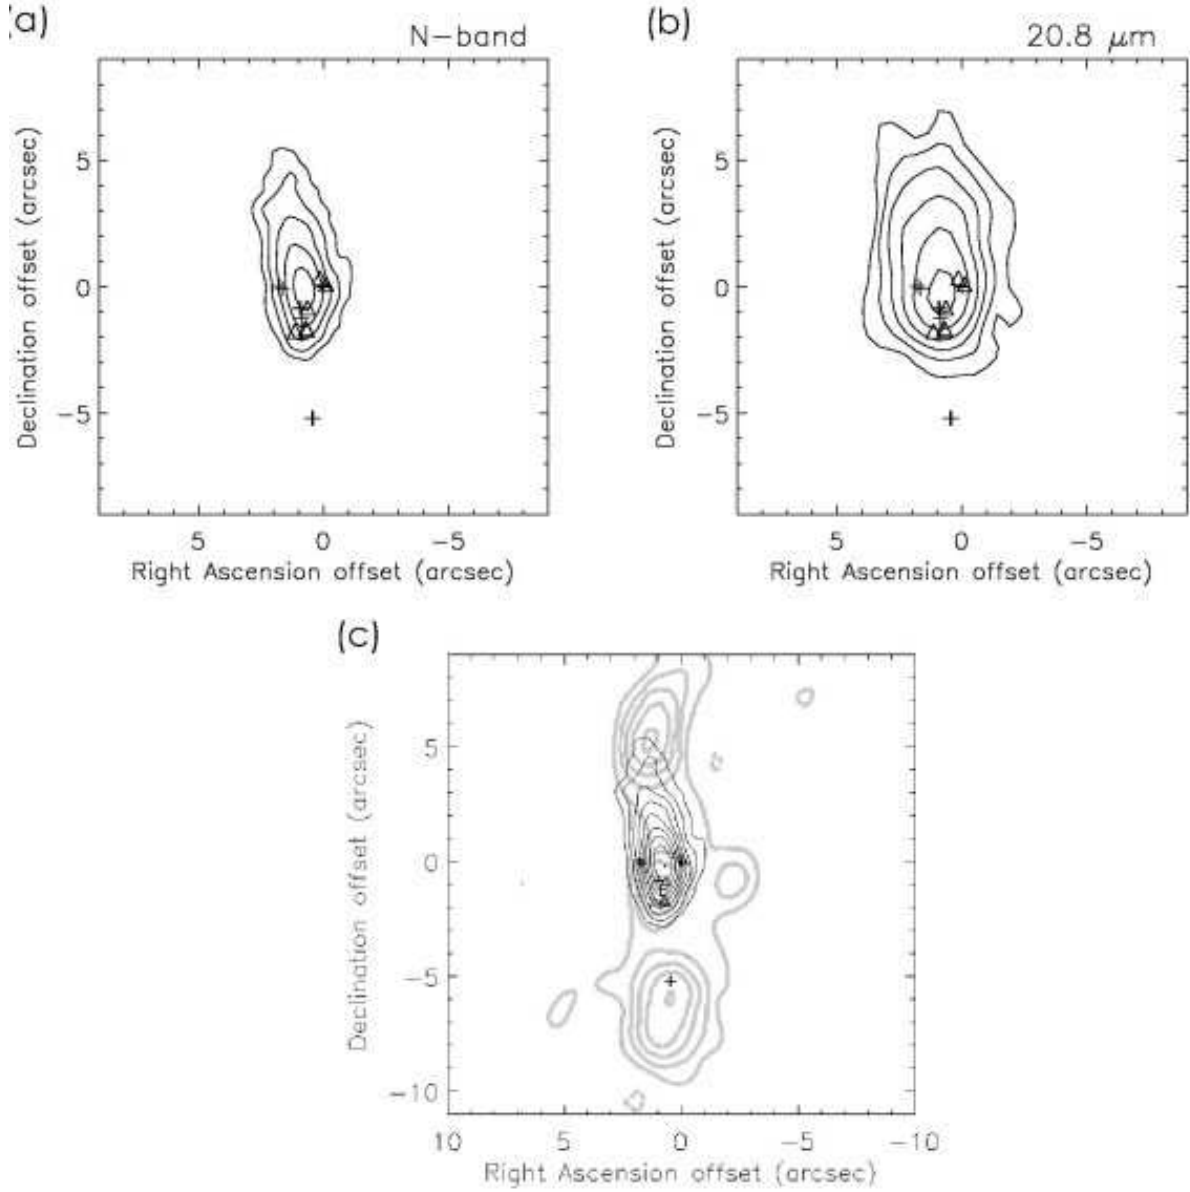 (a)
N-band
(b)
20.8 μm
Declination offset (arcsec)
5
0
-5
5
0
-5
Right Ascension offset (arcsec)
Declination offset (arcsec)
5
0
-5
5
0
-5
Right Ascension offset (arcsec)
(c)
Declination offset (arcsec)
5
0
-5
-10
10
5
0
-5
-10
Right Ascension offset (arcsec)